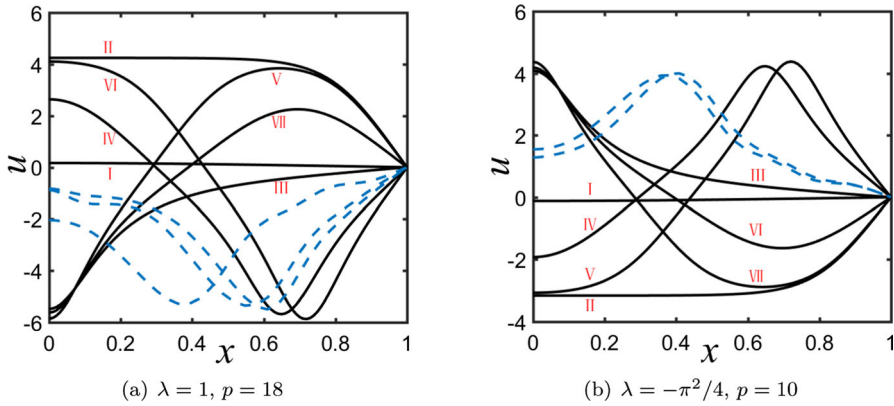 6
4
2
0
-2
-4
-6
u
0
0.2
0.4
0.6
0.8
1
x
II
VI
IV
I
V
VII
III
(a) λ = 1, p = 18
6
4
2
0
-2
-4
u
0
0.2
0.4
0.6
0.8
1
x
I
IV
V
II
III
VI
VII
(b) λ = −π²/4, p = 10